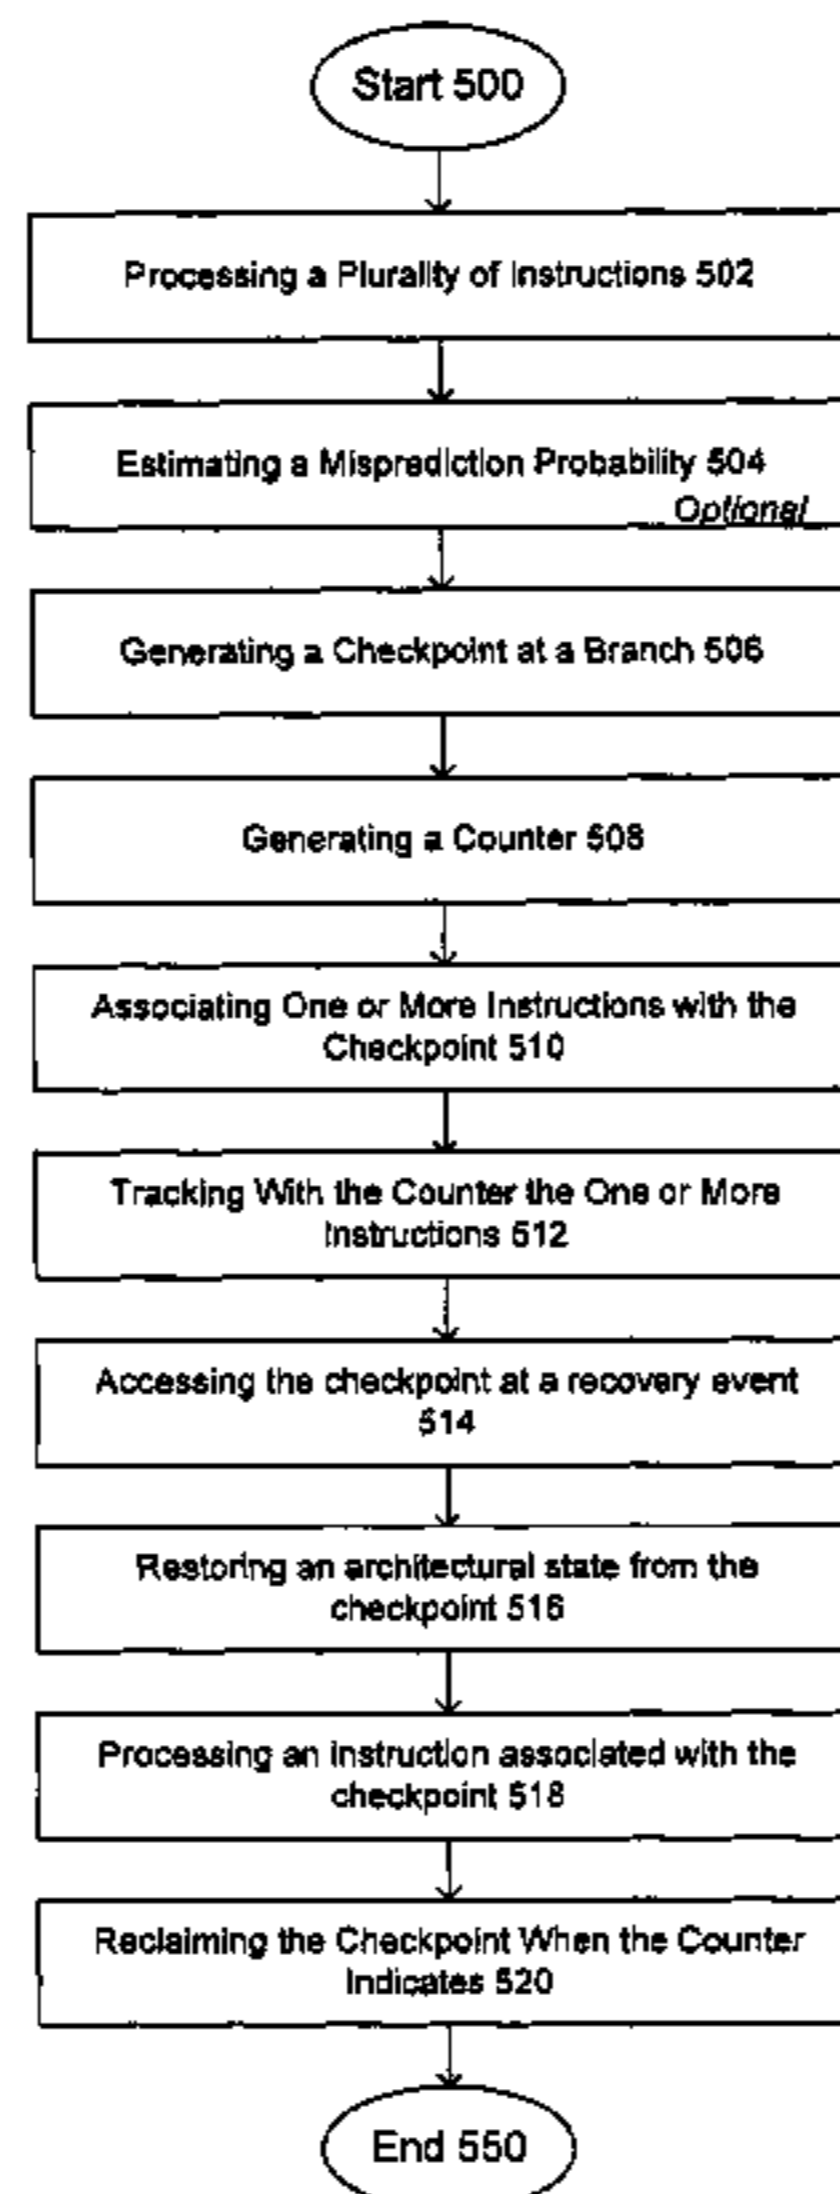 Start 500
Processing a Plurality of Instructions 502
Estimating a Misprediction Probability 504
Optional
Generating a Checkpoint at a Branch 506
Generating a Counter 508
Associating One or More Instructions with the
Checkpoint 510
Tracking With the Counter the One or More
Instructions 512
Accessing the checkpoint at a recovery event
514
Restoring an architectural state from the
checkpoint 516
Processing an instruction associated with the
checkpoint 518
Reclaiming the Checkpoint When the Counter
Indicates 520
End 550